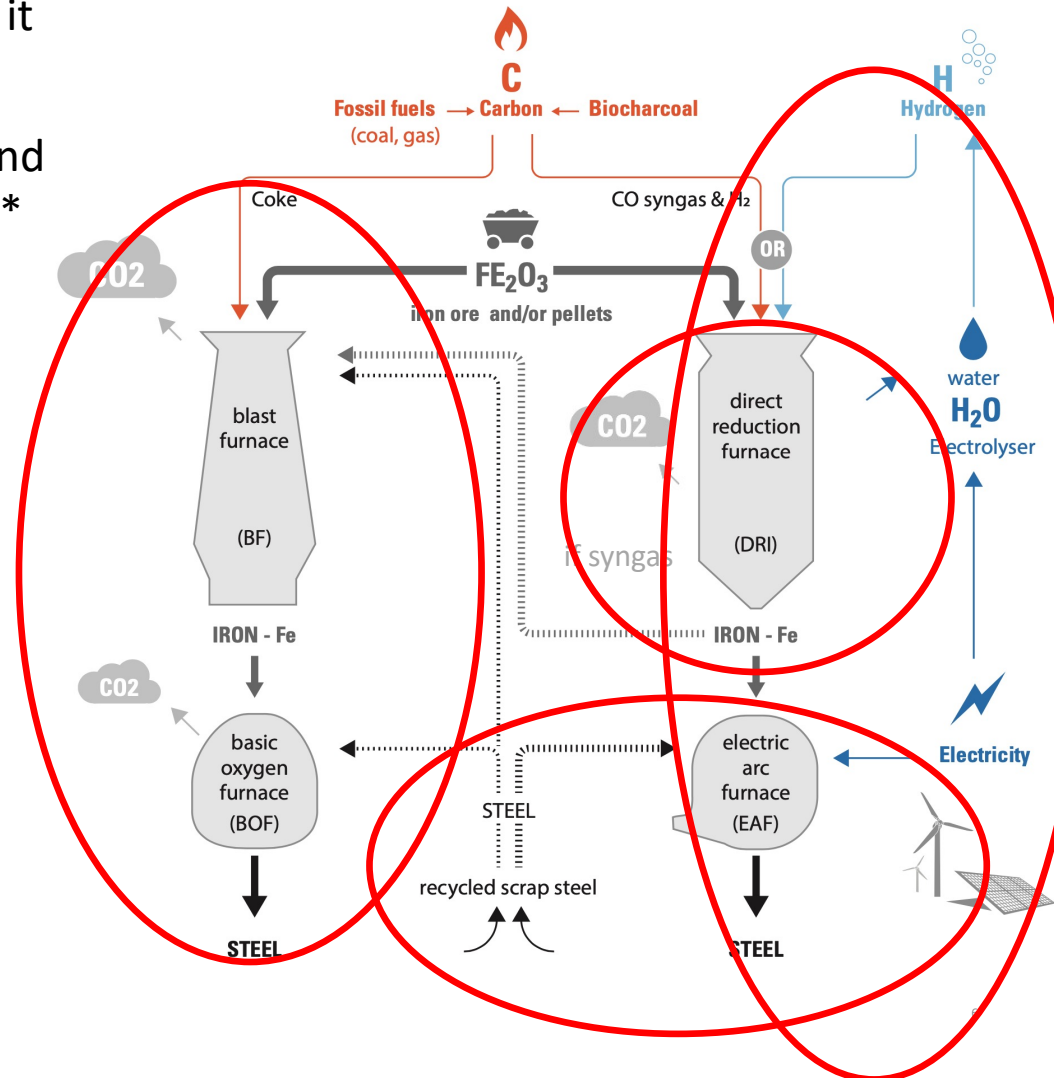 it
nd
*
C
Fossil fuels
Carbon
Biocharcoal
(coal, gas)
H
Hydrogen
Coke
CO syngas & H₂
OR
CO2
FE₂O₃
iron ore and/or pellets
blast
furnace
(BF)
IRON - Fe
CO2
basic
oxygen
furnace
(BOF)
STEEL
CO2
if syngas
direct
reduction
furnace
(DRI)
IRON - Fe
STEEL
recycled scrap steel
electric
arc
furnace
(EAF)
STEEL
water
H₂O
Electrolyser
Electricity